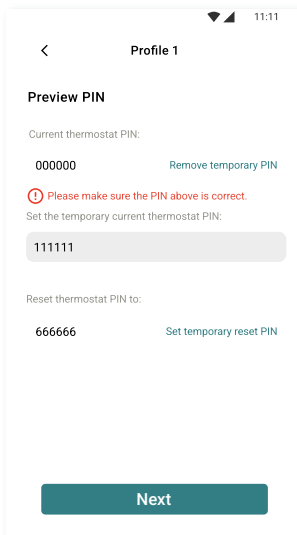 11:11
Profile 1
Preview PIN
Current thermostat PIN:
000000 Remove temporary PIN
Please make sure the PIN above is correct.
Set the temporary current thermostat PIN:
111111
Reset thermostat PIN to:
666666 Set temporary reset PIN
Next